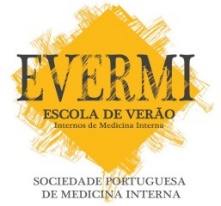 EVERMI
ESCOLA DE VERÃO
Internos de Medicina Interna
SOCIEDADE PORTUGUESA
DE MEDICINA INTERNA